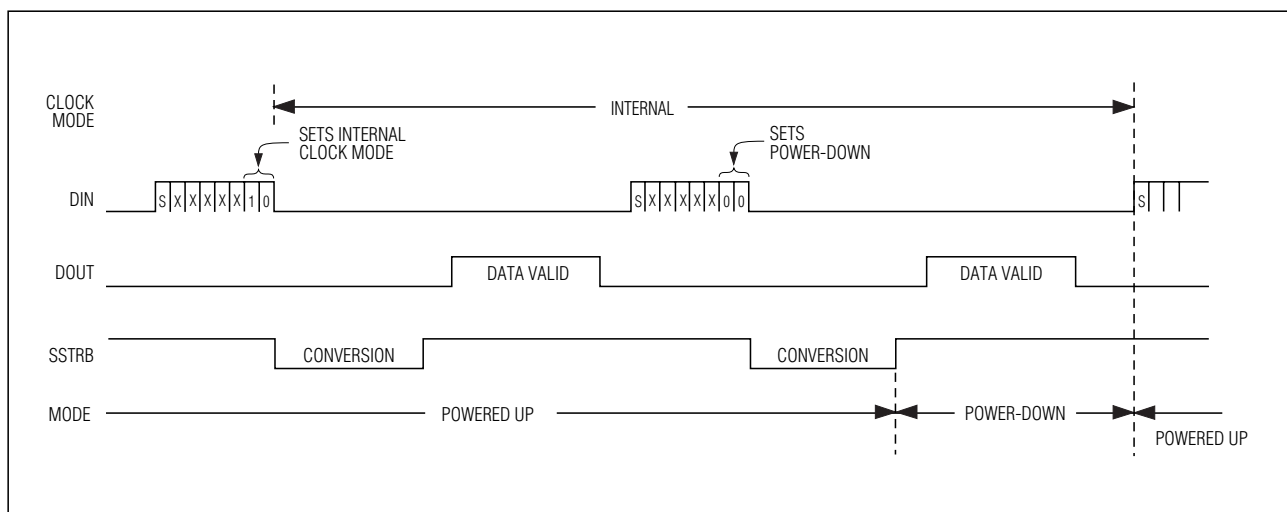 CLOCK
MODE
INTERNAL
SETS INTERNAL
CLOCK MODE
SETS
POWER-DOWN
DIN
S X X X X X 1 0
S X X X X X 0 0
S
DOUT
DATA VALID
DATA VALID
SSTRB
CONVERSION
CONVERSION
MODE
POWERED UP
POWER-DOWN
POWERED UP